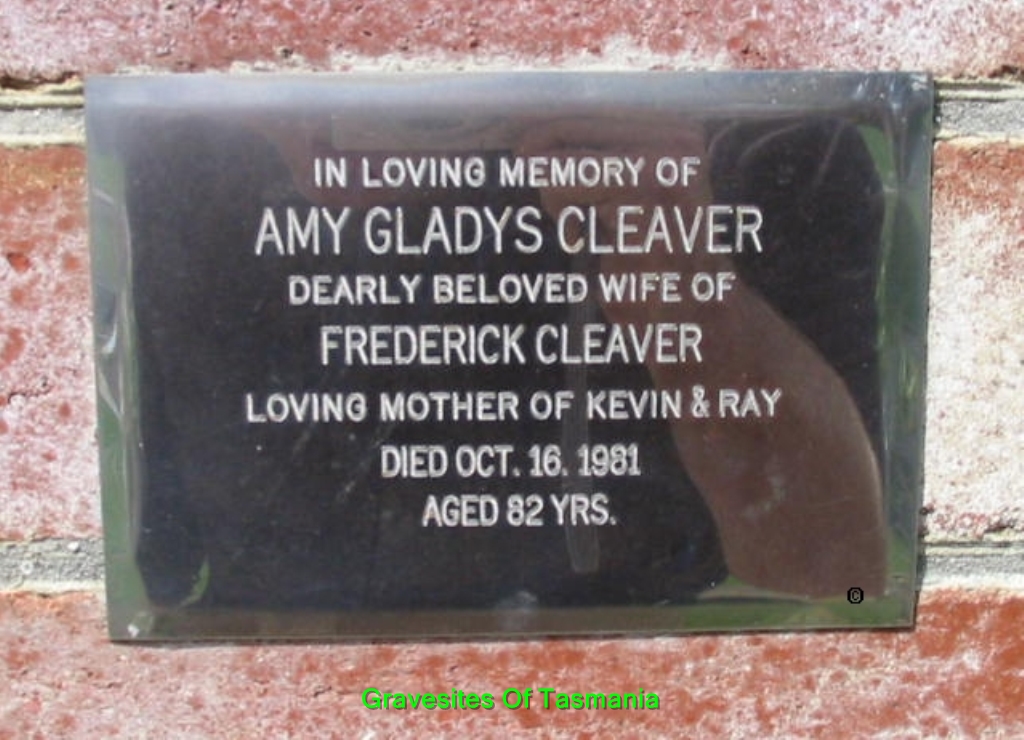 IN LOVING MEMORY OF
AMY GLADYS CLEAVER
DEARLY BELOVED WIFE OF
FREDERICK CLEAVER
LOVING MOTHER OF KEVIN & RAY
DIED OCT. 16. 1981
AGED 82 YRS.
©
Gravesites Of Tasmania